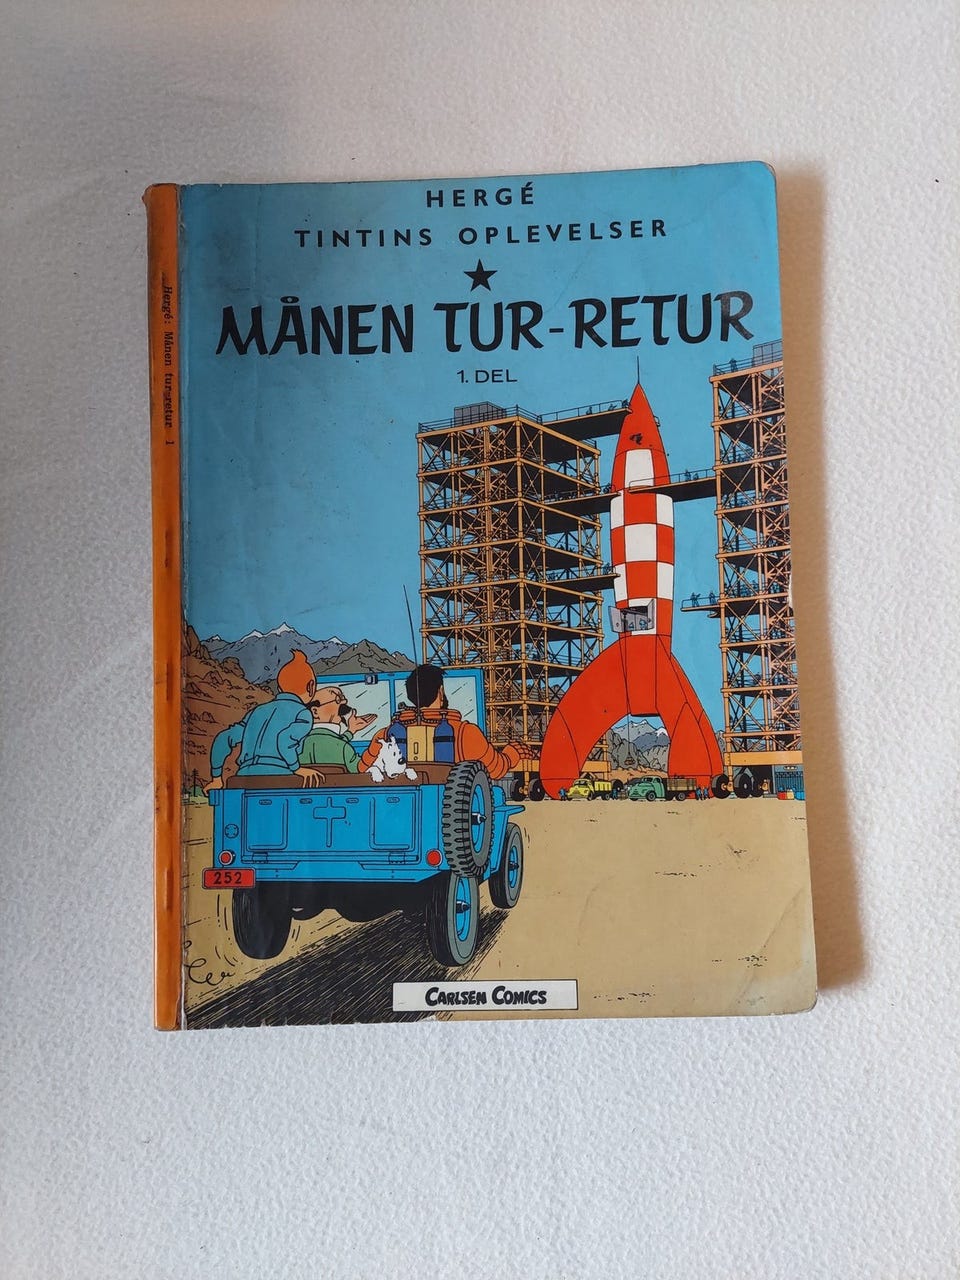 HERGÉ
TINTINS OPLEVELSER
MÅNEN TUR-RETUR
1. DEL
Hergé: Månen tur-retur 1
252
CARLSEN COMICS